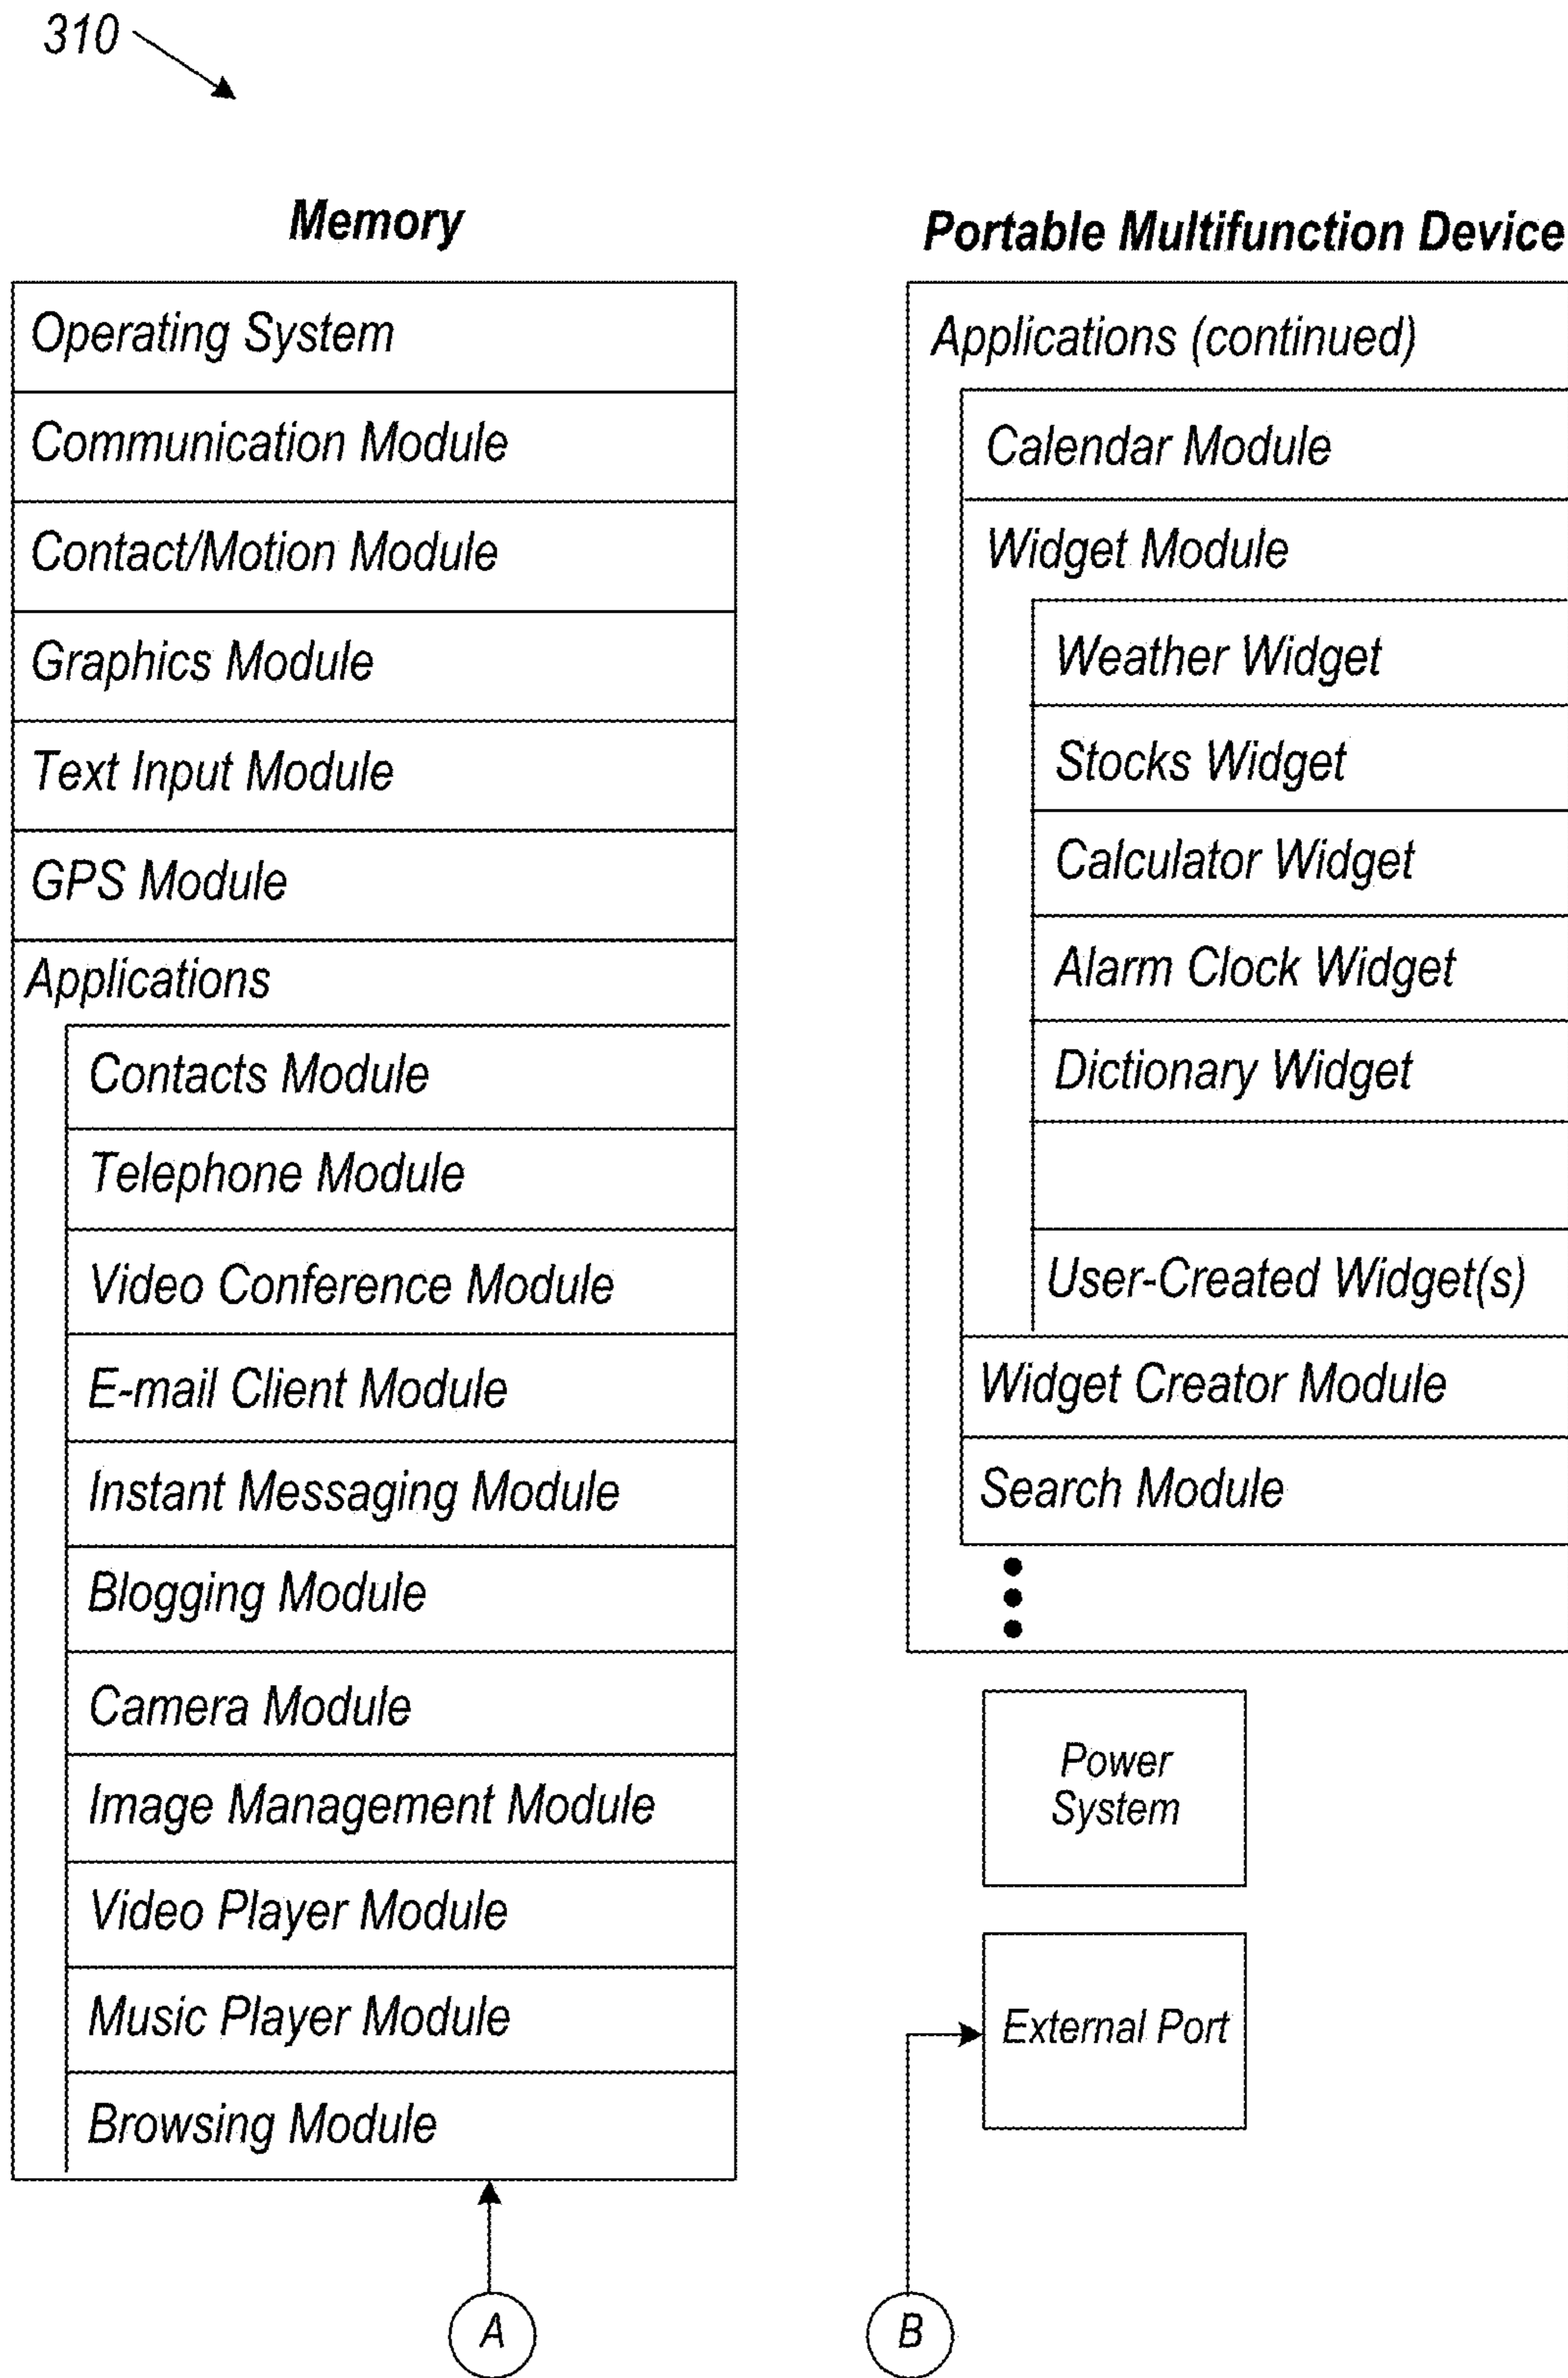 310
Memory
Operating System
Communication Module
Contact/Motion Module
Graphics Module
Text Input Module
GPS Module
Applications
Contacts Module
Telephone Module
Video Conference Module
E-mail Client Module
Instant Messaging Module
Blogging Module
Camera Module
Image Management Module
Video Player Module
Music Player Module
Browsing Module
A
Portable Multifunction Device
Applications (continued)
Calendar Module
Widget Module
Weather Widget
Stocks Widget
Calculator Widget
Alarm Clock Widget
Dictionary Widget
User-Created Widget(s)
Widget Creator Module
Search Module
Power
System
External Port
B